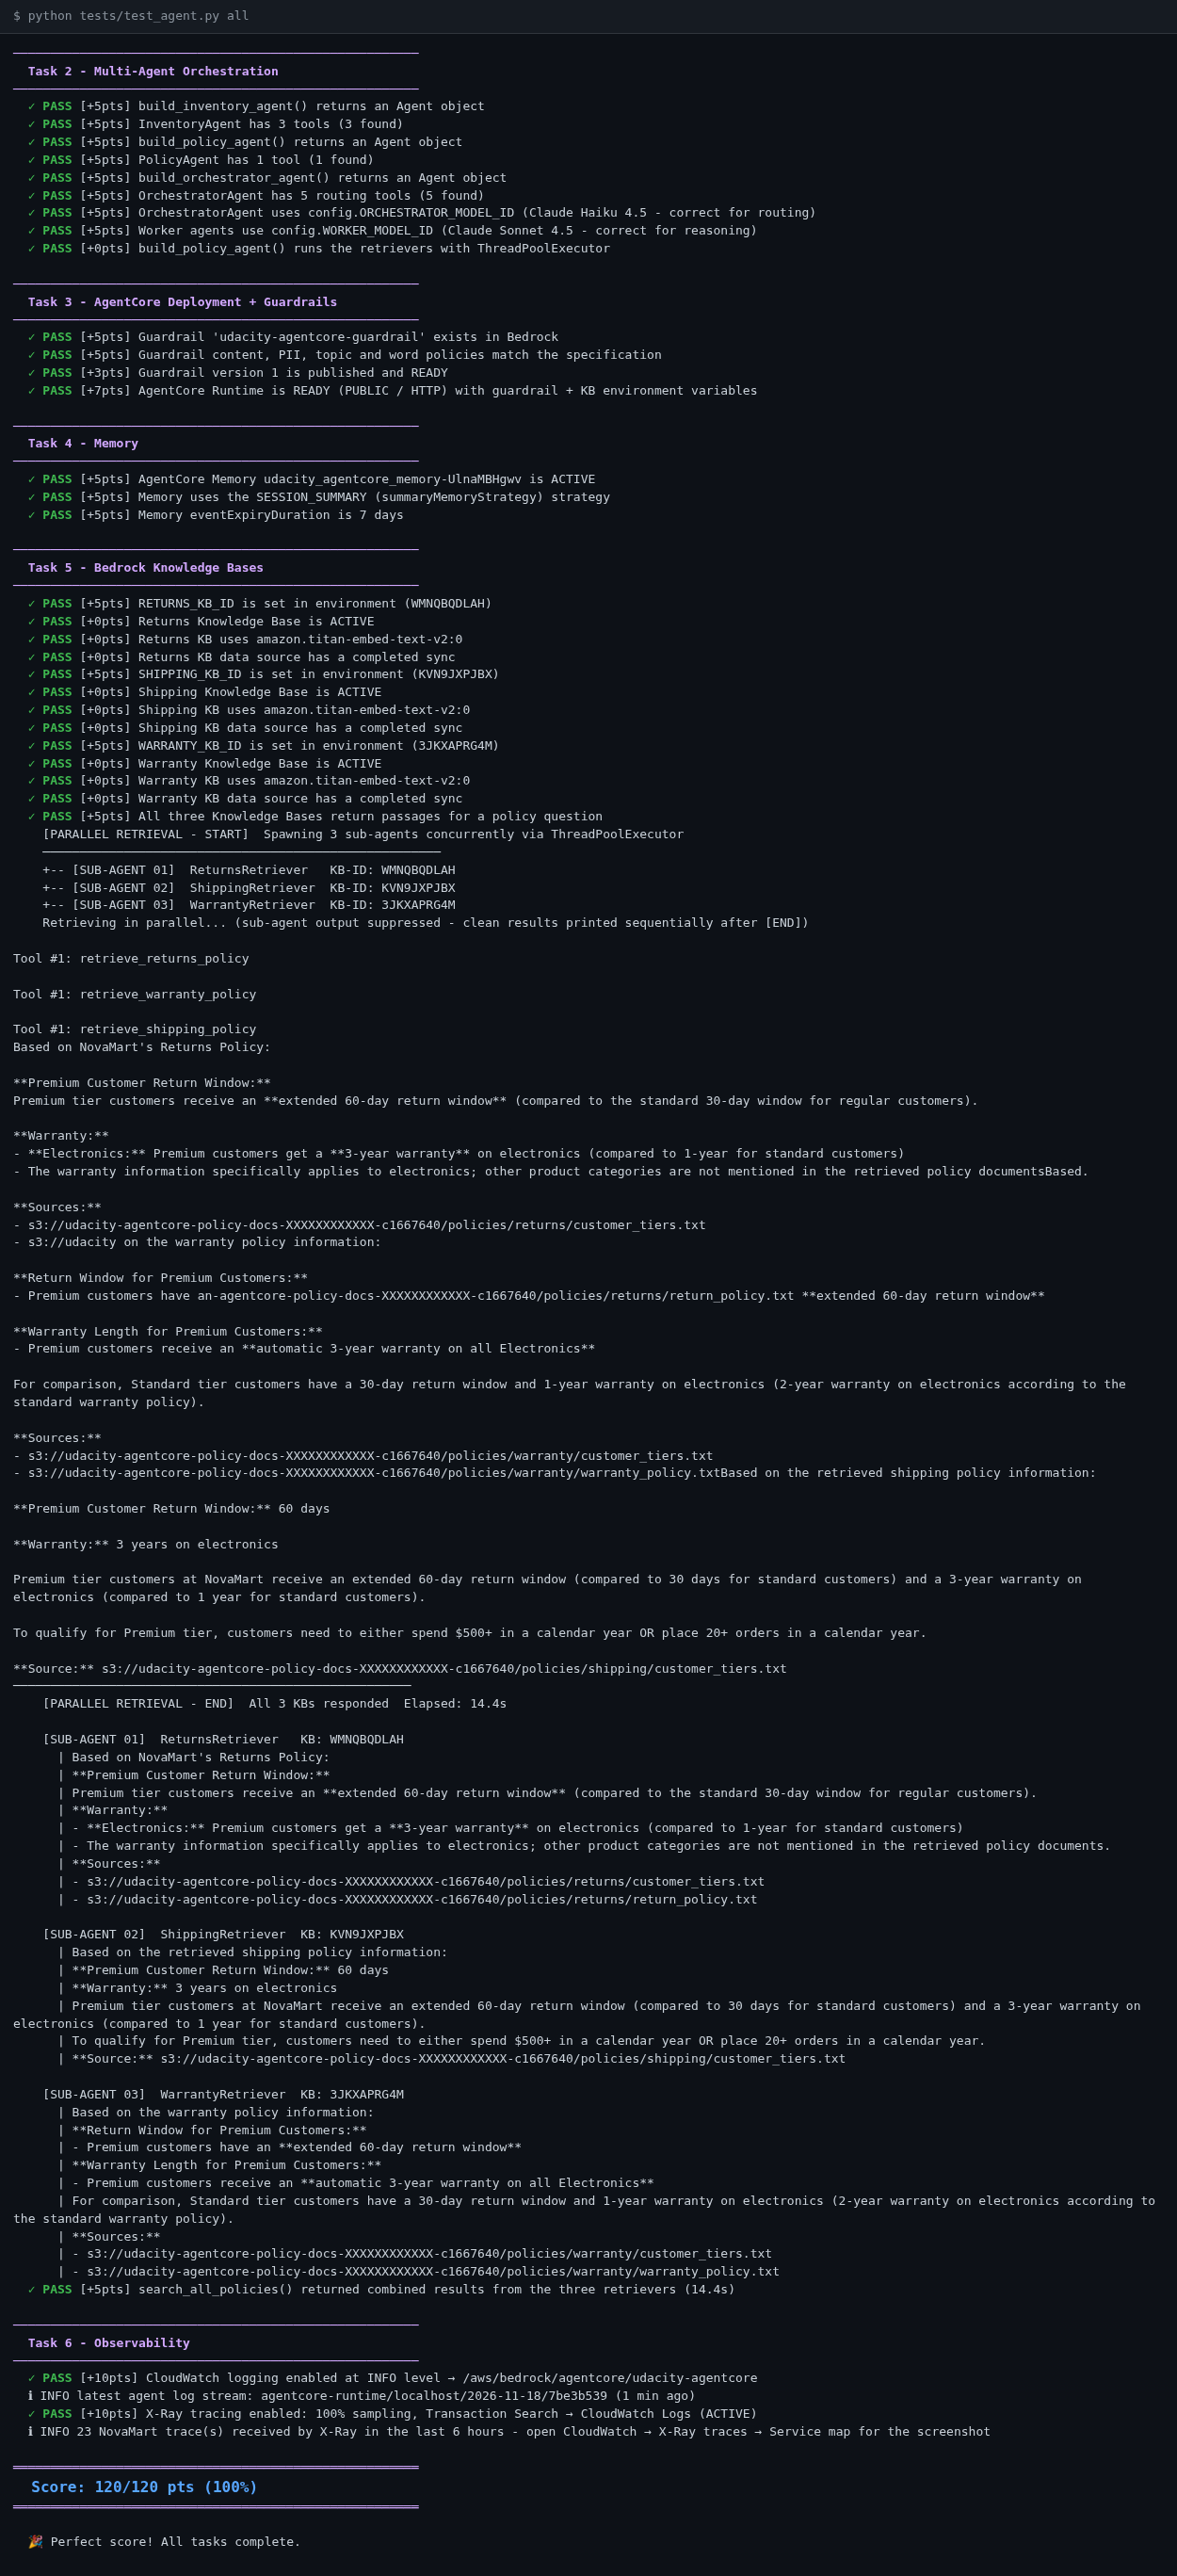 $ python tests/test_agent.py all
Task 2 - Multi-Agent Orchestration
✓ PASS [+5pts] build_inventory_agent() returns an Agent object
✓ PASS [+5pts] InventoryAgent has 3 tools (3 found)
✓ PASS [+5pts] build_policy_agent() returns an Agent object
✓ PASS [+5pts] PolicyAgent has 1 tool (1 found)
✓ PASS [+5pts] build_orchestrator_agent() returns an Agent object
✓ PASS [+5pts] OrchestratorAgent has 5 routing tools (5 found)
✓ PASS [+5pts] OrchestratorAgent uses config.ORCHESTRATOR_MODEL_ID (Claude Haiku 4.5 - correct for routing)
✓ PASS [+5pts] Worker agents use config.WORKER_MODEL_ID (Claude Sonnet 4.5 - correct for reasoning)
✓ PASS [+0pts] build_policy_agent() runs the retrievers with ThreadPoolExecutor
Task 3 - AgentCore Deployment + Guardrails
✓ PASS [+5pts] Guardrail 'udacity-agentcore-guardrail' exists in Bedrock
✓ PASS [+5pts] Guardrail content, PII, topic and word policies match the specification
✓ PASS [+3pts] Guardrail version 1 is published and READY
✓ PASS [+7pts] AgentCore Runtime is READY (PUBLIC / HTTP) with guardrail + KB environment variables
Task 4 - Memory
✓ PASS [+5pts] AgentCore Memory udacity_agentcore_memory-UlnaMBHgwv is ACTIVE
✓ PASS [+5pts] Memory uses the SESSION_SUMMARY (summaryMemoryStrategy) strategy
✓ PASS [+5pts] Memory eventExpiryDuration is 7 days
Task 5 - Bedrock Knowledge Bases
✓ PASS [+5pts] RETURNS_KB_ID is set in environment (WMNQBQDLAH)
✓ PASS [+0pts] Returns Knowledge Base is ACTIVE
✓ PASS [+0pts] Returns KB uses amazon.titan-embed-text-v2:0
✓ PASS [+0pts] Returns KB data source has a completed sync
✓ PASS [+5pts] SHIPPING_KB_ID is set in environment (KVN9JXPJBX)
✓ PASS [+0pts] Shipping Knowledge Base is ACTIVE
✓ PASS [+0pts] Shipping KB uses amazon.titan-embed-text-v2:0
✓ PASS [+0pts] Shipping KB data source has a completed sync
✓ PASS [+5pts] WARRANTY_KB_ID is set in environment (3JKXAPRG4M)
✓ PASS [+0pts] Warranty Knowledge Base is ACTIVE
✓ PASS [+0pts] Warranty KB uses amazon.titan-embed-text-v2:0
✓ PASS [+0pts] Warranty KB data source has a completed sync
✓ PASS [+5pts] All three Knowledge Bases return passages for a policy question
[PARALLEL RETRIEVAL - START]  Spawning 3 sub-agents concurrently via ThreadPoolExecutor
+-- [SUB-AGENT 01]  ReturnsRetriever   KB-ID: WMNQBQDLAH
+-- [SUB-AGENT 02]  ShippingRetriever  KB-ID: KVN9JXPJBX
+-- [SUB-AGENT 03]  WarrantyRetriever  KB-ID: 3JKXAPRG4M
Retrieving in parallel... (sub-agent output suppressed - clean results printed sequentially after [END])
Tool #1: retrieve_returns_policy
Tool #1: retrieve_warranty_policy
Tool #1: retrieve_shipping_policy
Based on NovaMart's Returns Policy:
**Premium Customer Return Window:**
Premium tier customers receive an **extended 60-day return window** (compared to the standard 30-day window for regular customers).
**Warranty:**
- **Electronics:** Premium customers get a **3-year warranty** on electronics (compared to 1-year for standard customers)
- The warranty information specifically applies to electronics; other product categories are not mentioned in the retrieved policy documentsBased.
**Sources:**
- s3://udacity-agentcore-policy-docs-XXXXXXXXXXXX-c1667640/policies/returns/customer_tiers.txt
- s3://udacity on the warranty policy information:
**Return Window for Premium Customers:**
- Premium customers have an-agentcore-policy-docs-XXXXXXXXXXXX-c1667640/policies/returns/return_policy.txt **extended 60-day return window**
**Warranty Length for Premium Customers:**
- Premium customers receive an **automatic 3-year warranty on all Electronics**
For comparison, Standard tier customers have a 30-day return window and 1-year warranty on electronics (2-year warranty on electronics according to the
standard warranty policy).
**Sources:**
- s3://udacity-agentcore-policy-docs-XXXXXXXXXXXX-c1667640/policies/warranty/customer_tiers.txt
- s3://udacity-agentcore-policy-docs-XXXXXXXXXXXX-c1667640/policies/warranty/warranty_policy.txtBased on the retrieved shipping policy information:
**Premium Customer Return Window:** 60 days
**Warranty:** 3 years on electronics
Premium tier customers at NovaMart receive an extended 60-day return window (compared to 30 days for standard customers) and a 3-year warranty on
electronics (compared to 1 year for standard customers).
To qualify for Premium tier, customers need to either spend $500+ in a calendar year OR place 20+ orders in a calendar year.
**Source:** s3://udacity-agentcore-policy-docs-XXXXXXXXXXXX-c1667640/policies/shipping/customer_tiers.txt
[PARALLEL RETRIEVAL - END]  All 3 KBs responded  Elapsed: 14.4s
[SUB-AGENT 01]  ReturnsRetriever   KB: WMNQBQDLAH
| Based on NovaMart's Returns Policy:
| **Premium Customer Return Window:**
| Premium tier customers receive an **extended 60-day return window** (compared to the standard 30-day window for regular customers).
| **Warranty:**
| - **Electronics:** Premium customers get a **3-year warranty** on electronics (compared to 1-year for standard customers)
| - The warranty information specifically applies to electronics; other product categories are not mentioned in the retrieved policy documents.
| **Sources:**
| - s3://udacity-agentcore-policy-docs-XXXXXXXXXXXX-c1667640/policies/returns/customer_tiers.txt
| - s3://udacity-agentcore-policy-docs-XXXXXXXXXXXX-c1667640/policies/returns/return_policy.txt
[SUB-AGENT 02]  ShippingRetriever  KB: KVN9JXPJBX
| Based on the retrieved shipping policy information:
| **Premium Customer Return Window:** 60 days
| **Warranty:** 3 years on electronics
| Premium tier customers at NovaMart receive an extended 60-day return window (compared to 30 days for standard customers) and a 3-year warranty on
electronics (compared to 1 year for standard customers).
| To qualify for Premium tier, customers need to either spend $500+ in a calendar year OR place 20+ orders in a calendar year.
| **Source:** s3://udacity-agentcore-policy-docs-XXXXXXXXXXXX-c1667640/policies/shipping/customer_tiers.txt
[SUB-AGENT 03]  WarrantyRetriever  KB: 3JKXAPRG4M
| Based on the warranty policy information:
| **Return Window for Premium Customers:**
| - Premium customers have an **extended 60-day return window**
| **Warranty Length for Premium Customers:**
| - Premium customers receive an **automatic 3-year warranty on all Electronics**
| For comparison, Standard tier customers have a 30-day return window and 1-year warranty on electronics (2-year warranty on electronics according to
the standard warranty policy).
| **Sources:**
| - s3://udacity-agentcore-policy-docs-XXXXXXXXXXXX-c1667640/policies/warranty/customer_tiers.txt
| - s3://udacity-agentcore-policy-docs-XXXXXXXXXXXX-c1667640/policies/warranty/warranty_policy.txt
✓ PASS [+5pts] search_all_policies() returned combined results from the three retrievers (14.4s)
Task 6 - Observability
✓ PASS [+10pts] CloudWatch logging enabled at INFO level → /aws/bedrock/agentcore/udacity-agentcore
ℹ INFO latest agent log stream: agentcore-runtime/localhost/2026-11-18/7be3b539 (1 min ago)
✓ PASS [+10pts] X-Ray tracing enabled: 100% sampling, Transaction Search → CloudWatch Logs (ACTIVE)
ℹ INFO 23 NovaMart trace(s) received by X-Ray in the last 6 hours - open CloudWatch → X-Ray traces → Service map for the screenshot
Score: 120/120 pts (100%)
🎉 Perfect score! All tasks complete.